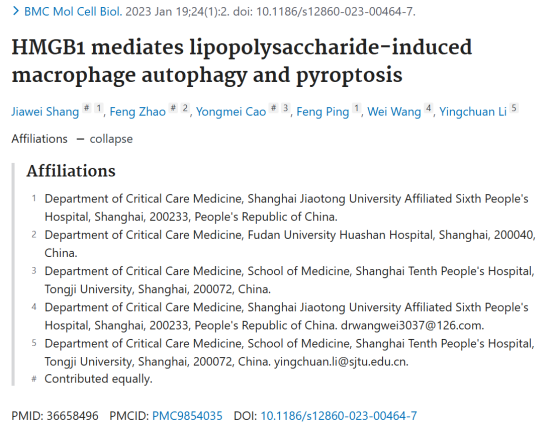 > BMC Mol Cell Biol. 2023 Jan 19;24(1):2. doi: 10.1186/s12860-023-00464-7.
HMGB1 mediates lipopolysaccharide-induced
macrophage autophagy and pyroptosis
Jiawei Shang # 1, Feng Zhao # 2, Yongmei Cao # 3, Feng Ping 1, Wei Wang 4, Yingchuan Li 5
Affiliations − collapse
Affiliations
1 Department of Critical Care Medicine, Shanghai Jiaotong University Affiliated Sixth People's
Hospital, Shanghai, 200233, People's Republic of China.
2 Department of Critical Care Medicine, Fudan University Huashan Hospital, Shanghai, 200040,
China.
3 Department of Critical Care Medicine, School of Medicine, Shanghai Tenth People's Hospital,
Tongji University, Shanghai, 200072, China.
4 Department of Critical Care Medicine, Shanghai Jiaotong University Affiliated Sixth People's
Hospital, Shanghai, 200233, People's Republic of China. drwangwei3037@126.com.
5 Department of Critical Care Medicine, School of Medicine, Shanghai Tenth People's Hospital,
Tongji University, Shanghai, 200072, China. yingchuan.li@sjtu.edu.cn.
# Contributed equally.
PMID: 36658496 PMCID: PMC9854035 DOI: 10.1186/s12860-023-00464-7